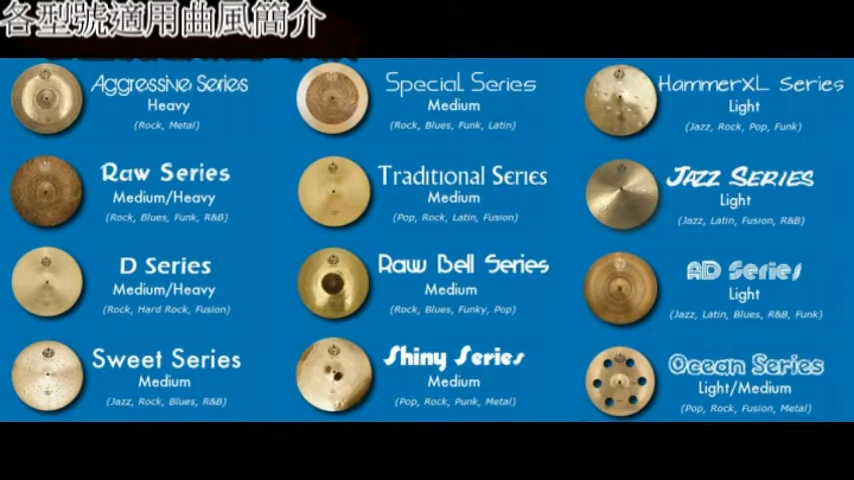 各型號適用曲風簡介
Aggressive Series
Heavy
(Rock, Metal)
Special Series
Medium
(Rock, Blues, Funk, Latin)
HammerXL Series
Light
(Jazz, Rock, Pop, Funk)
Raw Series
Medium/Heavy
(Rock, Blues, Funk, R&B)
Traditional Series
Medium
(Pop, Rock, Latin, Fusion)
Jazz Series
Light
(Jazz, Latin, Fusion, R&B)
D Series
Medium/Heavy
(Rock, Hard Rock, Fusion)
Raw Bell Series
Medium
(Rock, Blues, Funky, Pop)
AD Series
Light
(Jazz, Latin, Blues, R&B, Funk)
Sweet Series
Medium
(Jazz, Rock, Blues, R&B)
Shiny Series
Medium
(Pop, Rock, Punk, Metal)
Ocean Series
Light/Medium
(Pop, Rock, Fusion, Metal)